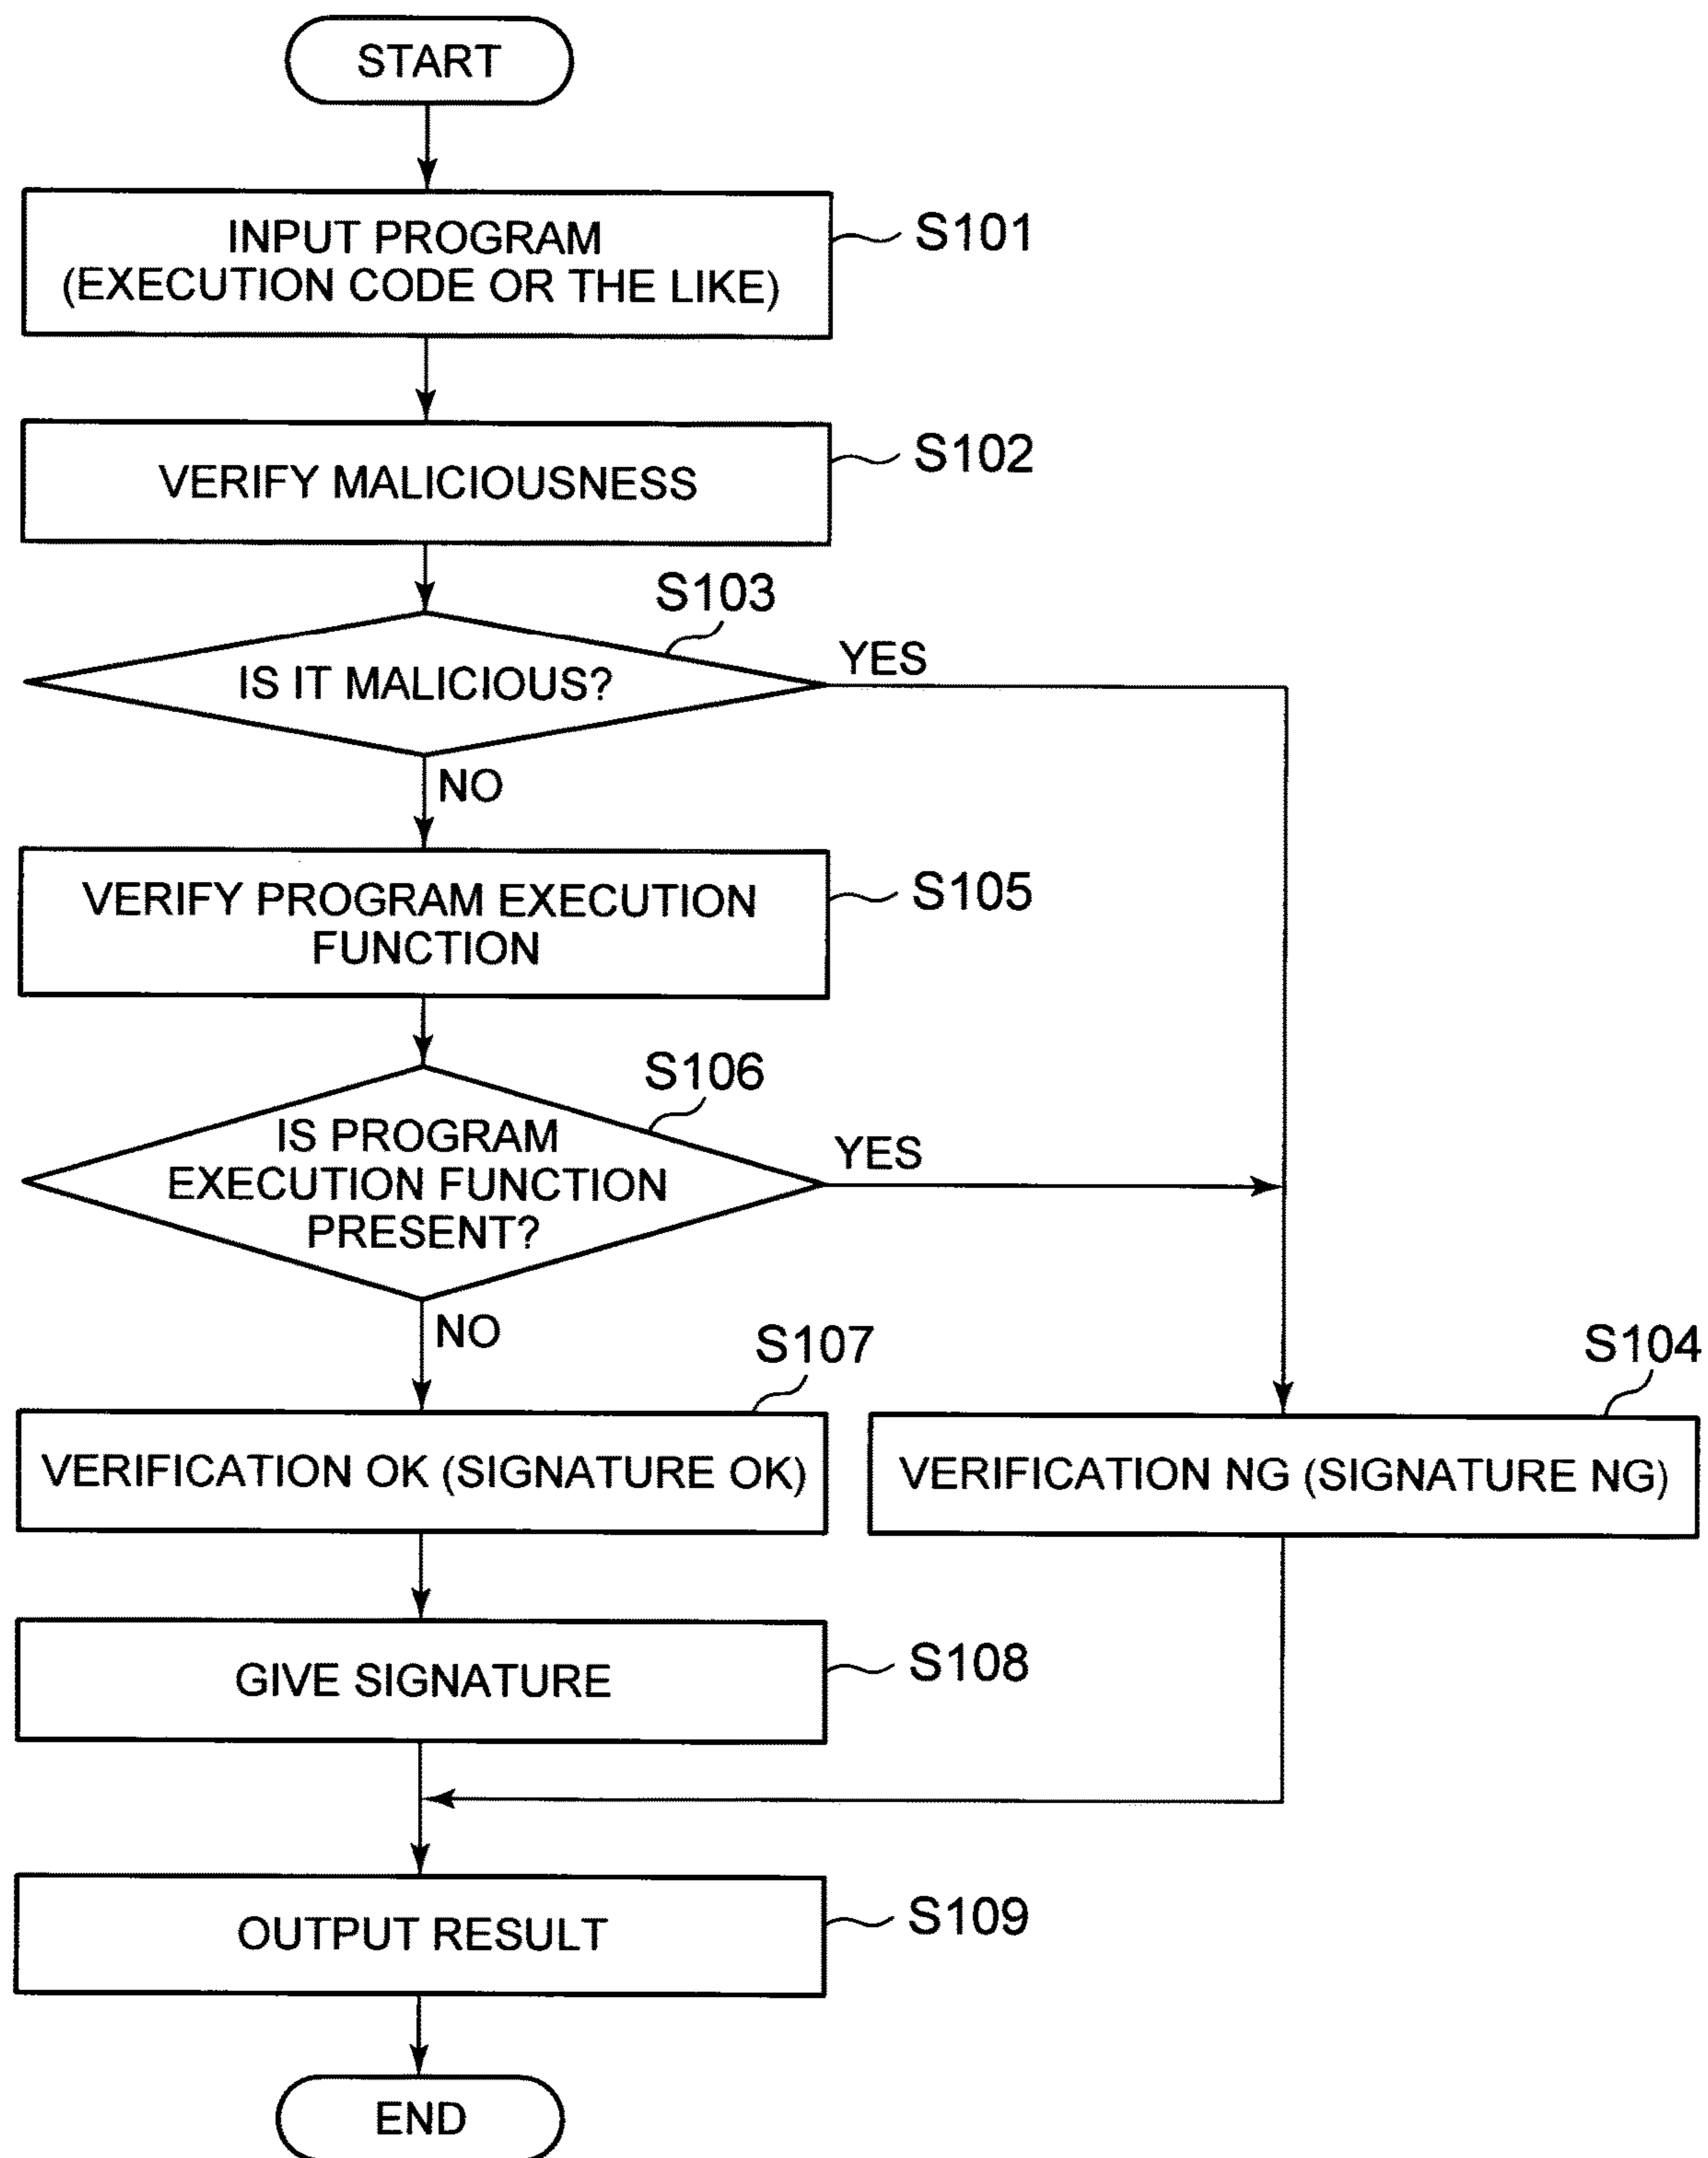 START
INPUT PROGRAM
(EXECUTION CODE OR THE LIKE)
S101
VERIFY MALICIOUSNESS
S102
S103
IS IT MALICIOUS?
YES
NO
VERIFY PROGRAM EXECUTION
FUNCTION
S105
S106
IS PROGRAM
EXECUTION FUNCTION
PRESENT?
YES
NO
S107
VERIFICATION OK (SIGNATURE OK)
S104
VERIFICATION NG (SIGNATURE NG)
GIVE SIGNATURE
S108
OUTPUT RESULT
S109
END